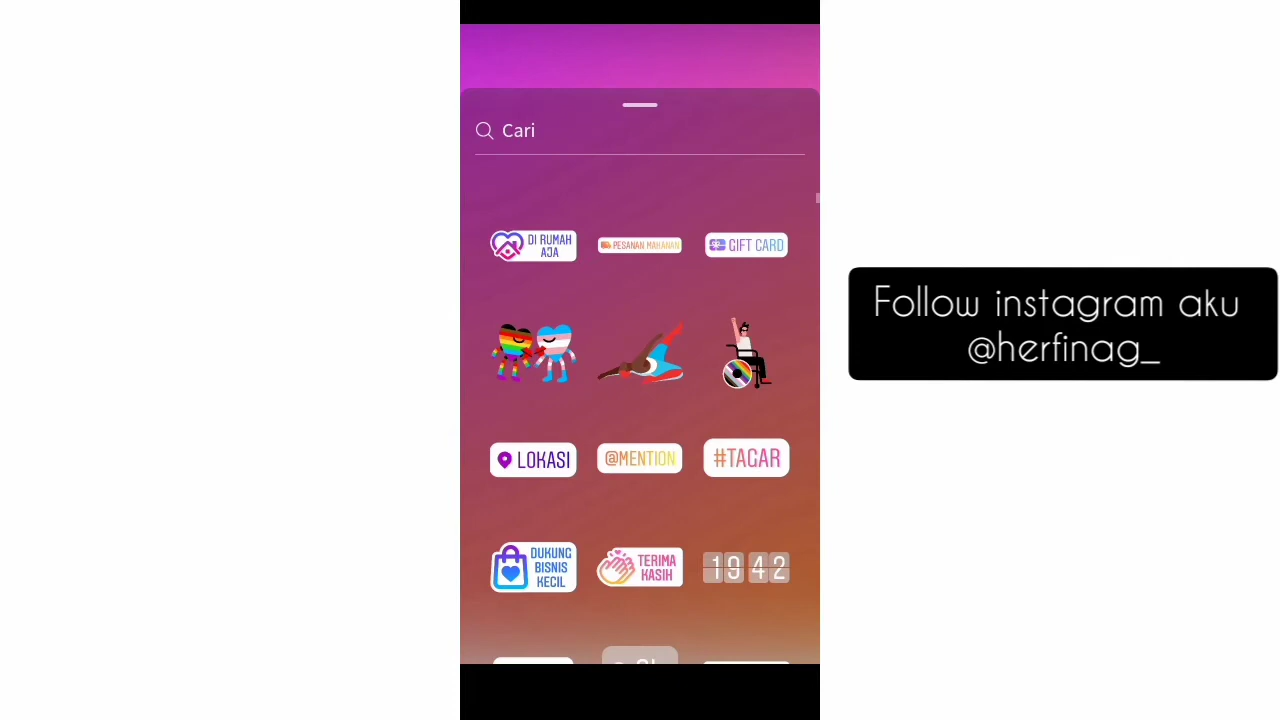 Cari
DI RUMAH
AJA
PESANAN MAKANAN
GIFT CARD
LOKASI
@MENTION
#TAGAR
DUKUNG
BISNIS
KECIL
TERIMA
KASIH
19 42
Follow instagram aku
@herfinag_